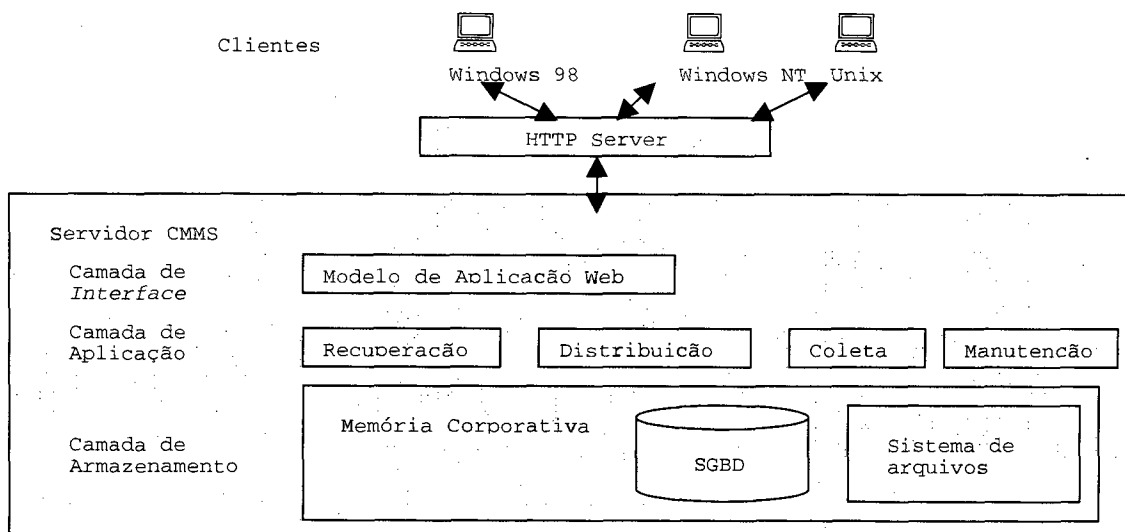 Clientes
Windows 98
Windows NT
Unix
HTTP Server
Servidor CMMS
Camada de
Interface
Modelo de Aplicação Web
Camada de
Aplicação
Recuperação
Distribuição
Coleta
Manutenção
Camada de
Armazenamento
Memória Corporativa
SGBD
Sistema de
arquivos